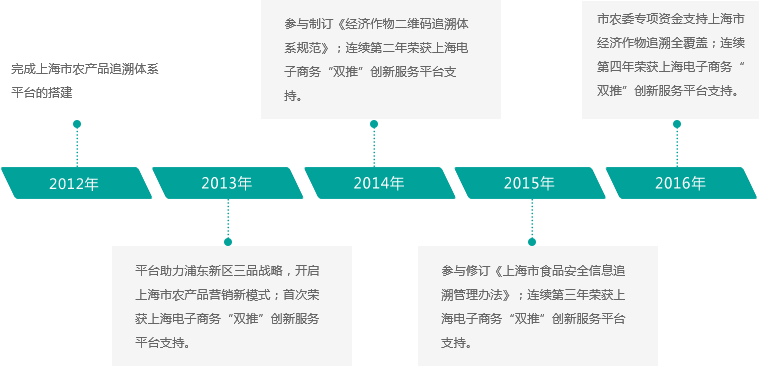 完成上海市农产品追溯体系
平台的搭建
参与制订《经济作物二维码追溯体
系规范》；连续第二年荣获上海电
子商务“双推”创新服务平台支
持。
市农委专项资金支持上海市
经济作物追溯全覆盖；连续
第四年荣获上海电子商务“
双推”创新服务平台支持。
2012年
2013年
2014年
2015年
2016年
平台助力浦东新区三品战略，开启
上海市农产品营销新模式；首次荣
获上海电子商务“双推”创新服务
平台支持。
参与修订《上海市食品安全信息追
溯管理办法》；连续第三年荣获上
海电子商务“双推”创新服务平台
支持。